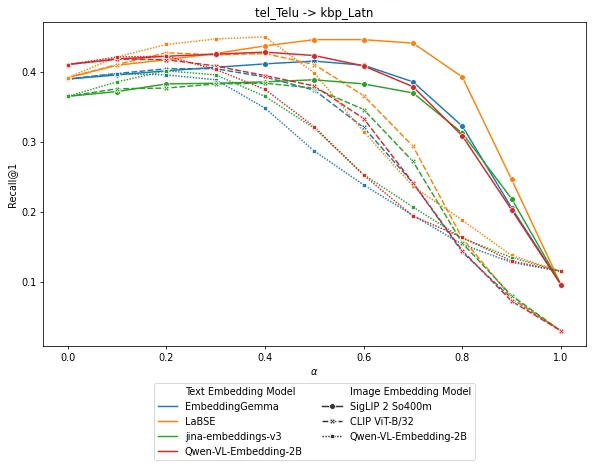 tel_Telu -> kbp_Latn
Recall@1
0.4
0.3
0.2
0.1
0.0
0.2
0.4
0.6
0.8
1.0
α
Text Embedding Model
EmbeddingGemma
LaBSE
jina-embeddings-v3
Qwen-VL-Embedding-2B
Image Embedding Model
SigLIP 2 So400m
CLIP ViT-B/32
Qwen-VL-Embedding-2B